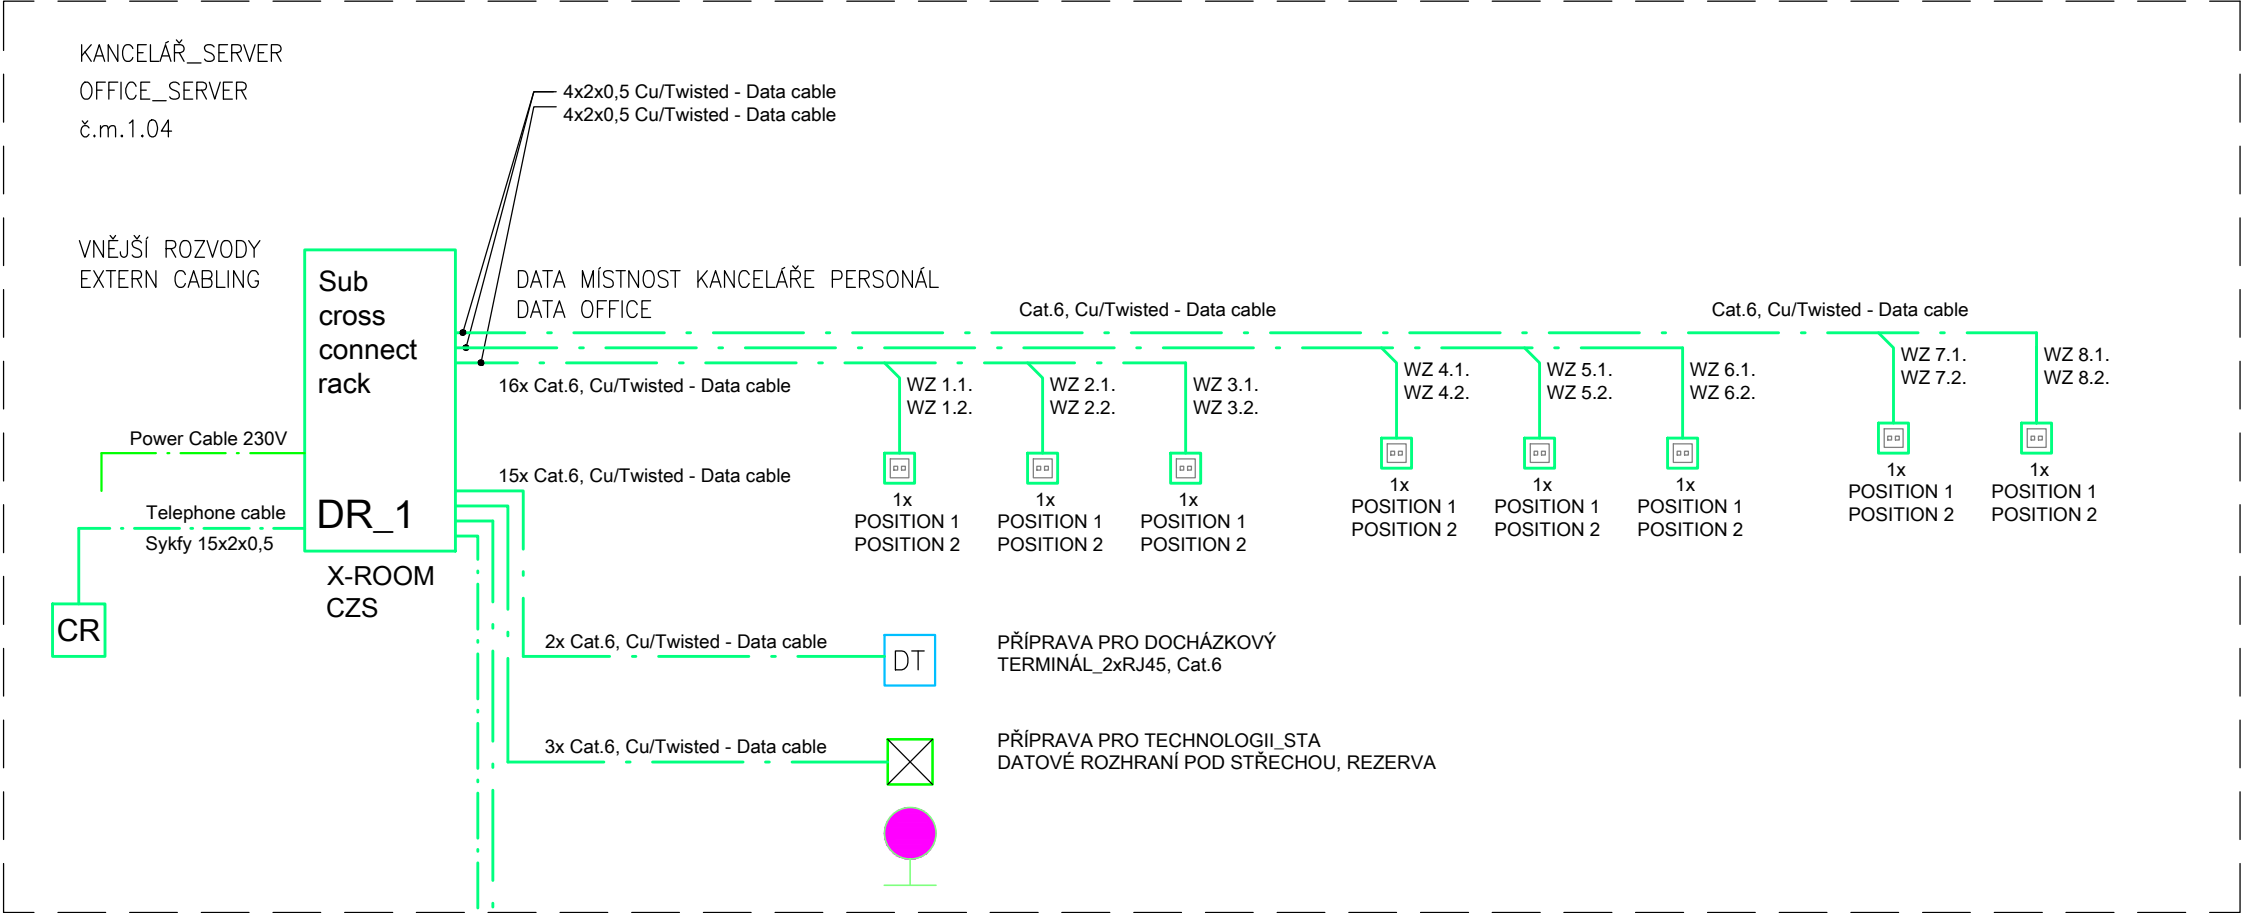 KANCELÁŘ_SERVER
OFFICE_SERVER
č.m.1.04
4x2x0,5 Cu/Twisted - Data cable
4x2x0,5 Cu/Twisted - Data cable
VNĚJŠÍ ROZVODY
EXTERN CABLING
Sub
cross
connect
rack
DR_1
X-ROOM
CZS
DATA MÍSTNOST KANCELÁŘE PERSONÁL
DATA OFFICE
Cat.6, Cu/Twisted - Data cable
Cat.6, Cu/Twisted - Data cable
16x Cat.6, Cu/Twisted - Data cable
WZ 1.1.
WZ 1.2.
WZ 2.1.
WZ 2.2.
WZ 3.1.
WZ 3.2.
WZ 4.1.
WZ 4.2.
WZ 5.1.
WZ 5.2.
WZ 6.1.
WZ 6.2.
WZ 7.1.
WZ 7.2.
WZ 8.1.
WZ 8.2.
1x
POSITION 1
POSITION 2
1x
POSITION 1
POSITION 2
1x
POSITION 1
POSITION 2
1x
POSITION 1
POSITION 2
1x
POSITION 1
POSITION 2
1x
POSITION 1
POSITION 2
1x
POSITION 1
POSITION 2
1x
POSITION 1
POSITION 2
Power Cable 230V
Telephone cable
Sykfy 15x2x0,5
CR
15x Cat.6, Cu/Twisted - Data cable
2x Cat.6, Cu/Twisted - Data cable
DT
PŘÍPRAVA PRO DOCHÁZKOVÝ
TERMINÁL_2xRJ45, Cat.6
3x Cat.6, Cu/Twisted - Data cable
PŘÍPRAVA PRO TECHNOLOGII_STA
DATOVÉ ROZHRANÍ POD STŘECHOU, REZERVA